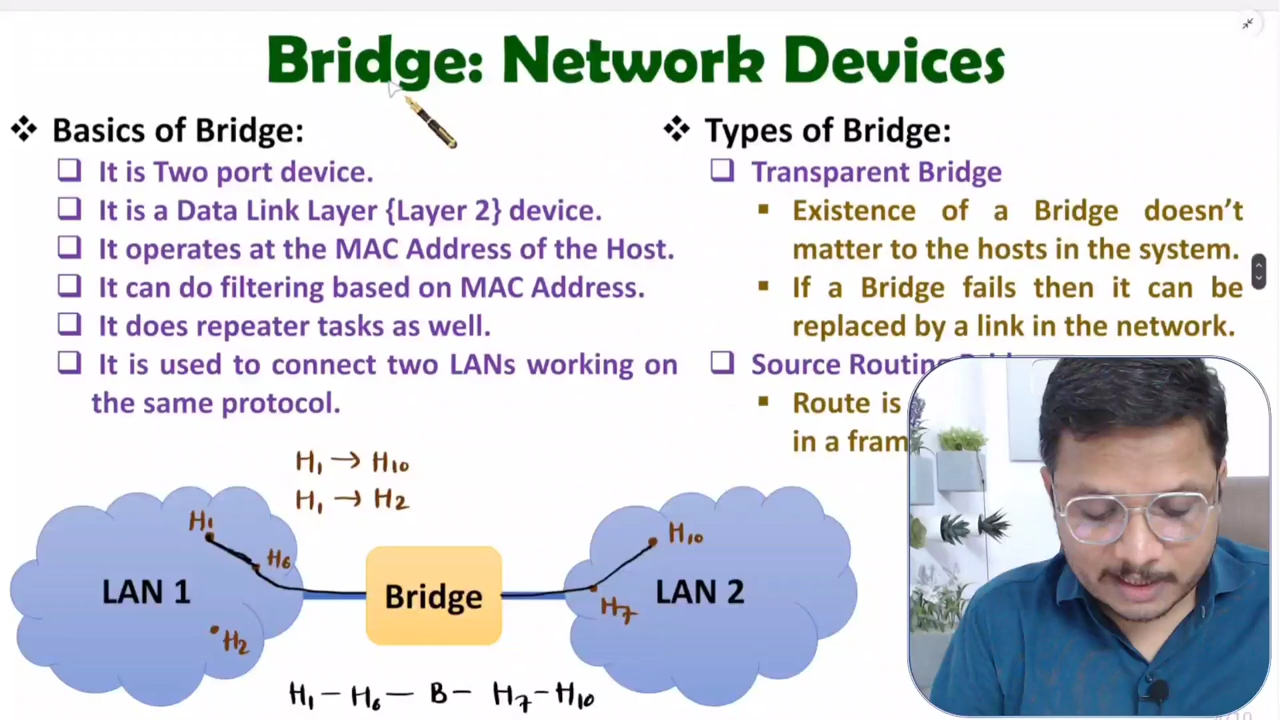 Bridge: Network Devices
❖ Basics of Bridge:
❑ It is Two port device.
❑ It is a Data Link Layer {Layer 2} device.
❑ It operates at the MAC Address of the Host.
❑ It can do filtering based on MAC Address.
❑ It does repeater tasks as well.
❑ It is used to connect two LANs working on
the same protocol.
❖ Types of Bridge:
❑ Transparent Bridge
▪ Existence of a Bridge doesn't
matter to the hosts in the system.
▪ If a Bridge fails then it can be
replaced by a link in the network.
❑ Source Routing
▪ Route is
in a
H₁ → H₁₀
H₁ → H₂
H₁
H₆
LAN 1
H₂
Bridge
H₁₀
LAN 2
H₇
H₁ – H₆ – B – H₇ – H₁₀